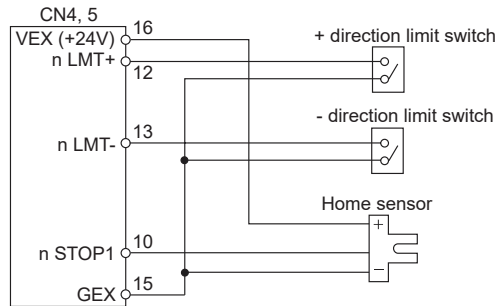 CN4, 5
VEX (+24V)
16
n LMT+
12
+ direction limit switch
n LMT-
13
- direction limit switch
Home sensor
+
n STOP1
10
−
GEX
15